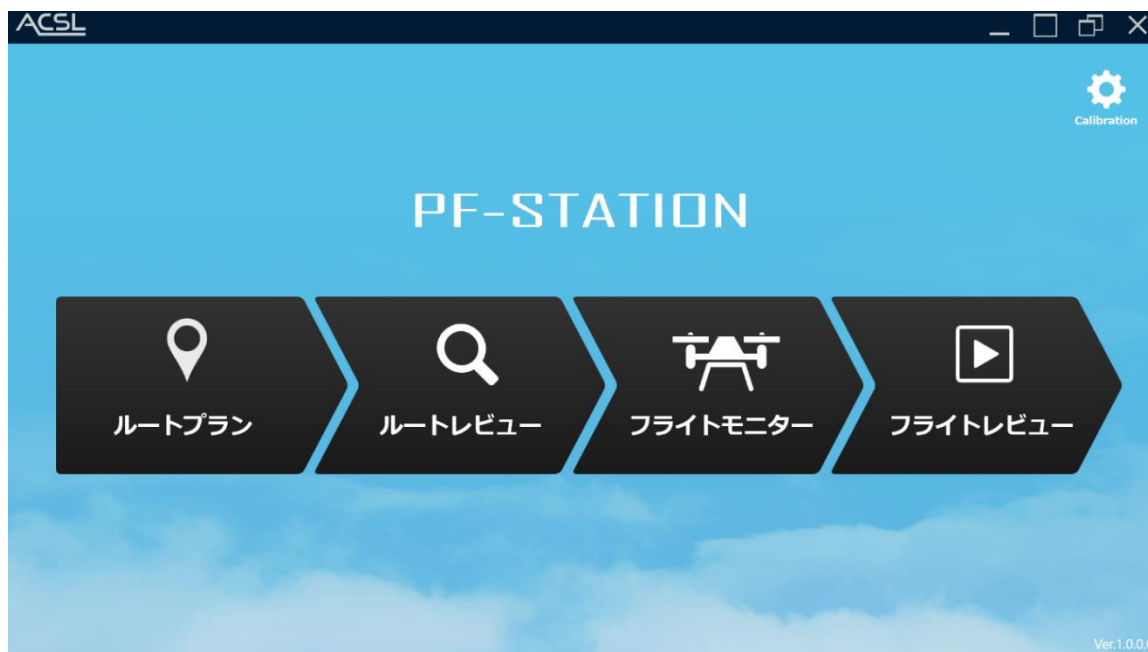 ACSL
Calibration
PF-STATION
ルートプラン
ルートレビュー
フライトモニター
フライトレビュー
Ver.1.0.0